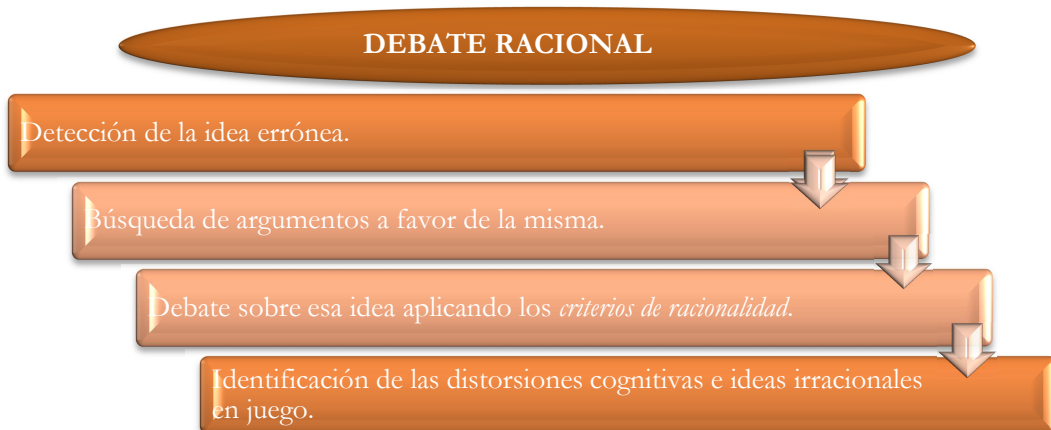 DEBATE RACIONAL
Detección de la idea errónea.
Búsqueda de argumentos a favor de la misma.
Debate sobre esa idea aplicando los criterios de racionalidad.
Identificación de las distorsiones cognitivas e ideas irracionales
en juego.